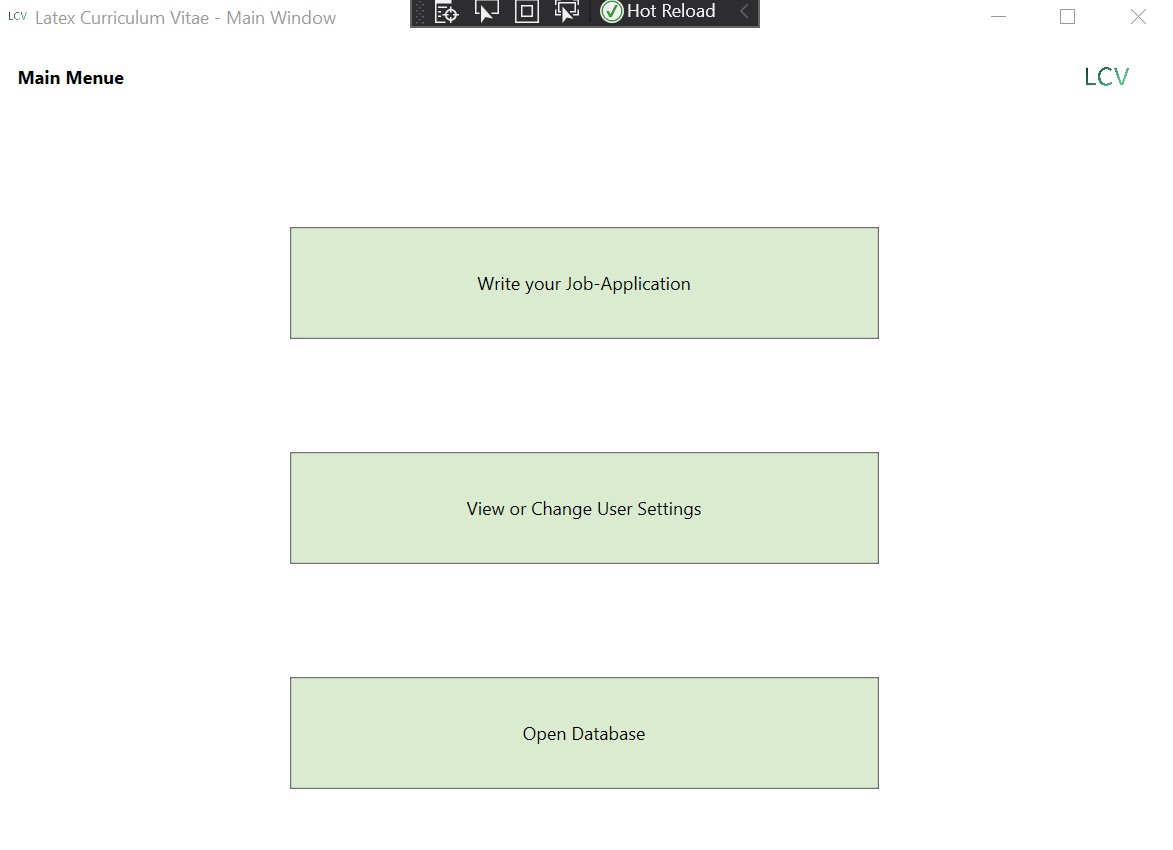 LCV Latex Curriculum Vitae - Main Window
Hot Reload
Main Menue
LCV
Write your Job-Application
View or Change User Settings
Open Database